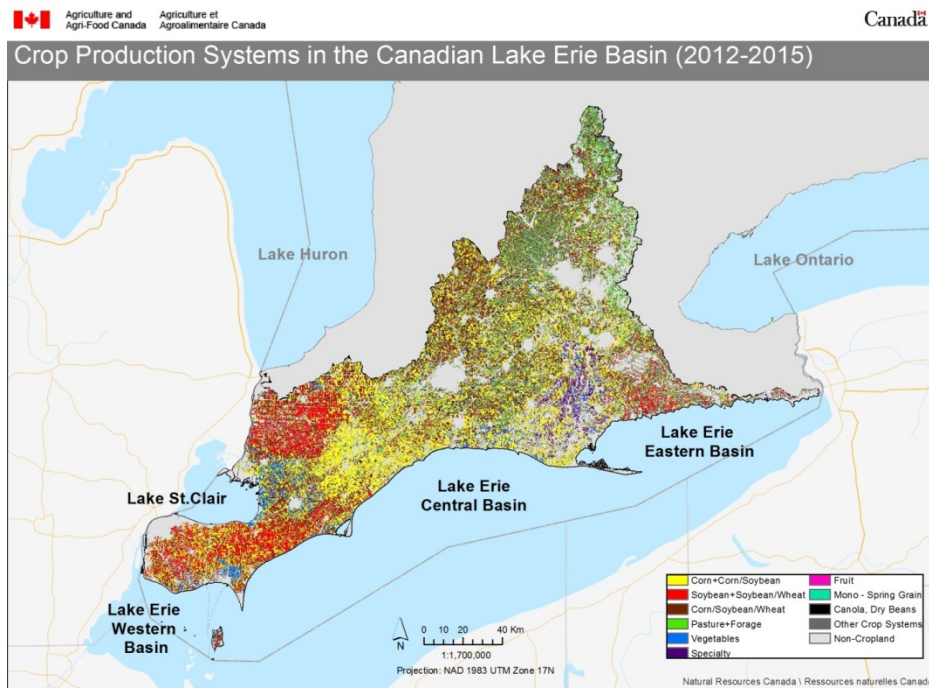 Agriculture and
Agri-Food Canada
Agriculture et
Agroalimentaire Canada
Canada
Crop Production Systems in the Canadian Lake Erie Basin (2012-2015)
Lake Huron
Lake Ontario
Lake Erie
Eastern Basin
Lake Erie
Central Basin
Lake St.Clair
Lake Erie
Western
Basin
N
0 20 40 Km
1:1,700,000
Projection: NAD 1983 UTM Zone 17N
Corn+Corn/Soybean
Soybean+Soybean/Wheat
Corn/Soybean/Wheat
Pasture+Forage
Vegetables
Specialty
Fruit
Mono - Spring Grain
Canola, Dry Beans
Other Crop Systems
Non-Cropland
Natural Resources Canada \ Ressources naturelles Canada